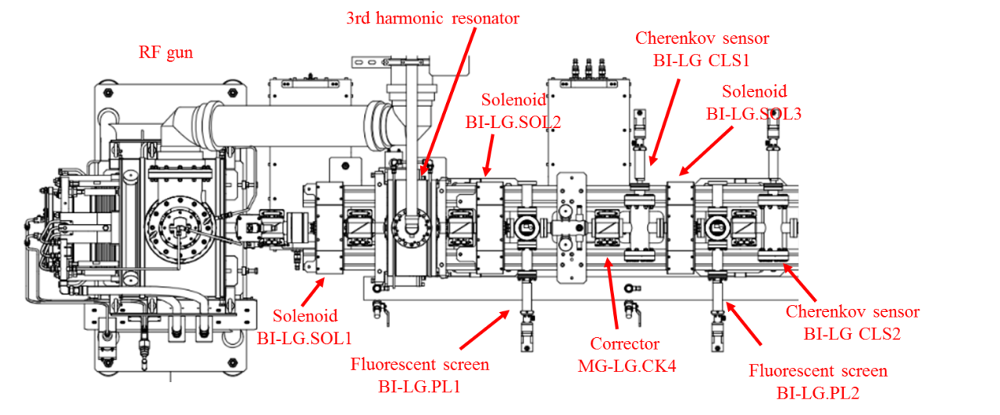 3rd harmonic resonator
RF gun
Cherenkov sensor
BI-LG CLS1
Solenoid
BI-LG.SOL2
Solenoid
BI-LG.SOL3
Solenoid
BI-LG.SOL1
Fluorescent screen
BI-LG.PL1
Corrector
MG-LG.CK4
Cherenkov sensor
BI-LG CLS2
Fluorescent screen
BI-LG.PL2